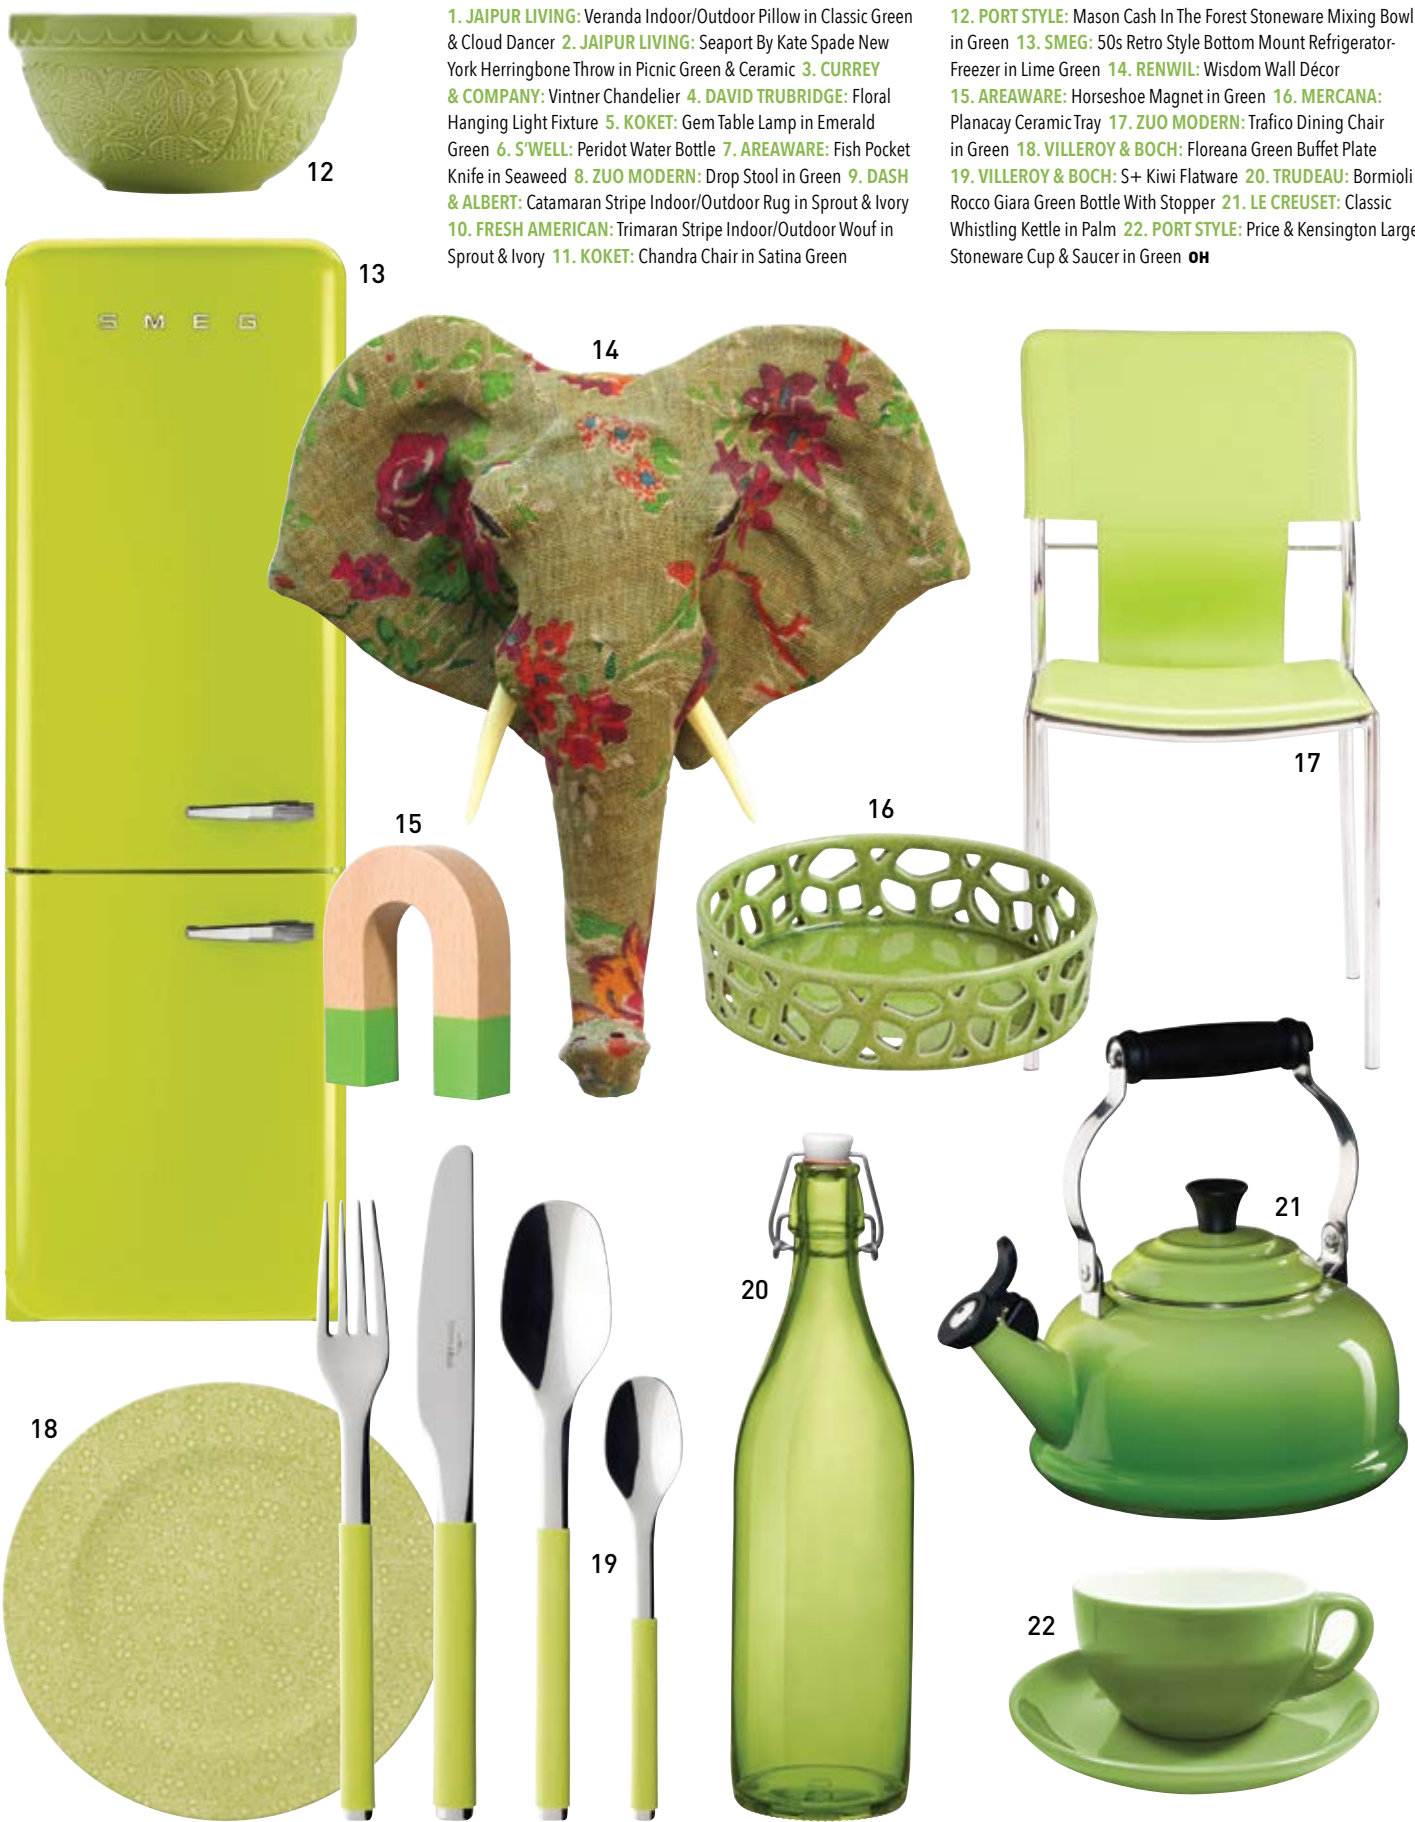 1. JAIPUR LIVING: Veranda Indoor/Outdoor Pillow in Classic Green
& Cloud Dancer 2. JAIPUR LIVING: Seaport By Kate Spade New
York Herringbone Throw in Picnic Green & Ceramic 3. CURREY
& COMPANY: Vintner Chandelier 4. DAVID TRUBRIDGE: Floral
Hanging Light Fixture 5. KOKET: Gem Table Lamp in Emerald
Green 6. S'WELL: Peridot Water Bottle 7. AREAWARE: Fish Pocket
Knife in Seaweed 8. ZUO MODERN: Drop Stool in Green 9. DASH
& ALBERT: Catamaran Stripe Indoor/Outdoor Rug in Sprout & Ivory
10. FRESH AMERICAN: Trimaran Stripe Indoor/Outdoor Wouf in
Sprout & Ivory 11. KOKET: Chandra Chair in Satina Green
12. PORT STYLE: Mason Cash In The Forest Stoneware Mixing Bowl
in Green 13. SMEG: 50s Retro Style Bottom Mount Refrigerator-
Freezer in Lime Green 14. RENWIL: Wisdom Wall Décor
15. AREAWARE: Horseshoe Magnet in Green 16. MERCANA:
Planacay Ceramic Tray 17. ZUO MODERN: Trafico Dining Chair
in Green 18. VILLEROY & BOCH: Floreana Green Buffet Plate
19. VILLEROY & BOCH: S+ Kiwi Flatware 20. TRUDEAU: Bormioli
Rocco Giara Green Bottle With Stopper 21. LE CREUSET: Classic
Whistling Kettle in Palm 22. PORT STYLE: Price & Kensington Large
Stoneware Cup & Saucer in Green OH
12
13
SMEG
14
15
16
17
18
19
20
21
22